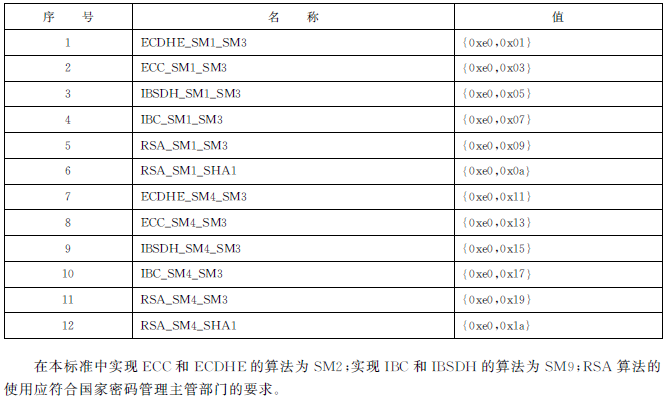 序 号 名 称 值
1 ECDHE_SM1_SM3 {0xe0,0x01}
2 ECC_SM1_SM3 {0xe0,0x03}
3 IBSDH_SM1_SM3 {0xe0,0x05}
4 IBC_SM1_SM3 {0xe0,0x07}
5 RSA_SM1_SM3 {0xe0,0x09}
6 RSA_SM1_SHA1 {0xe0,0x0a}
7 ECDHE_SM4_SM3 {0xe0,0x11}
8 ECC_SM4_SM3 {0xe0,0x13}
9 IBSDH_SM4_SM3 {0xe0,0x15}
10 IBC_SM4_SM3 {0xe0,0x17}
11 RSA_SM4_SM3 {0xe0,0x19}
12 RSA_SM4_SHA1 {0xe0,0x1a}
在本标准中实现 ECC 和 ECDHE 的算法为 SM2;实现 IBC 和 IBSDH 的算法为 SM9;RSA 算法的
使用应符合国家密码管理主管部门的要求。